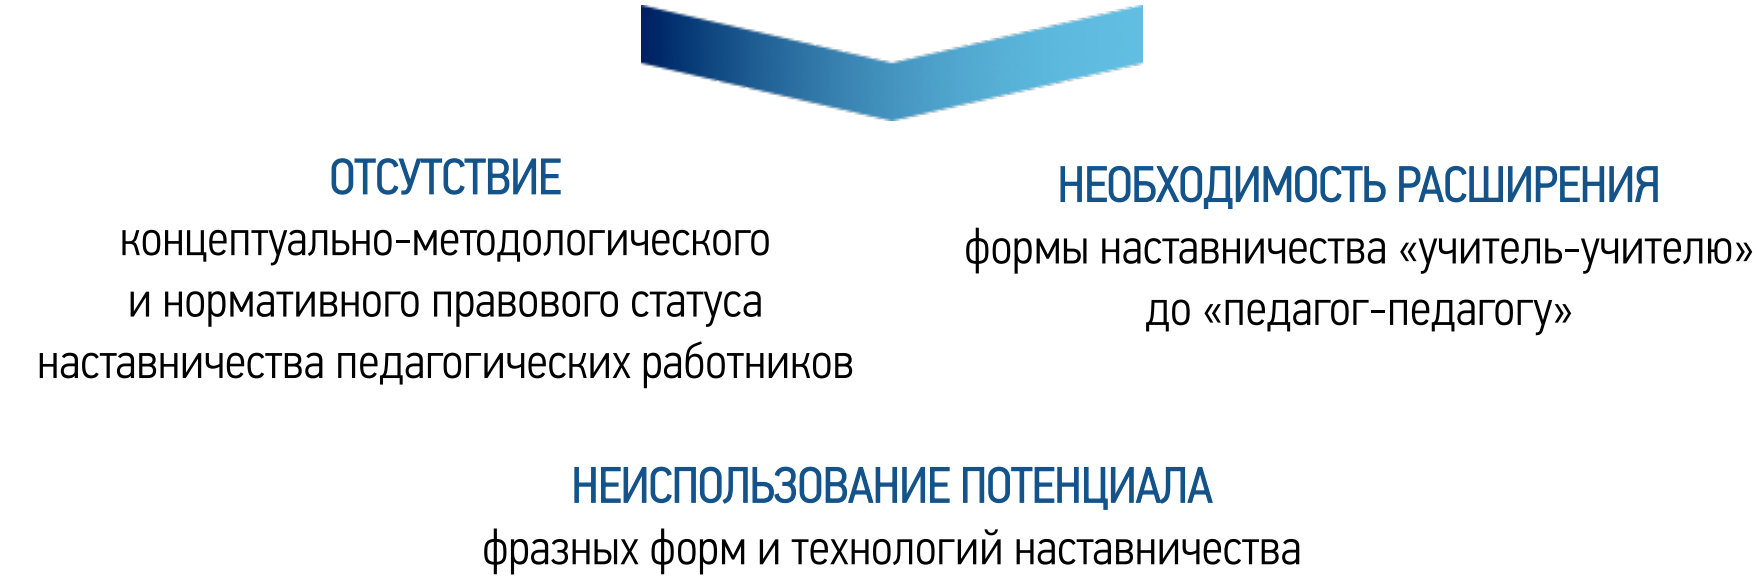 ОТСУТСТВИЕ
концептуально-методологического
и нормативного правового статуса
наставничества педагогических работников
НЕОБХОДИМОСТЬ РАСШИРЕНИЯ
формы наставничества «учитель-учителю»
до «педагог-педагогу»
НЕИСПОЛЬЗОВАНИЕ ПОТЕНЦИАЛА
фразных форм и технологий наставничества